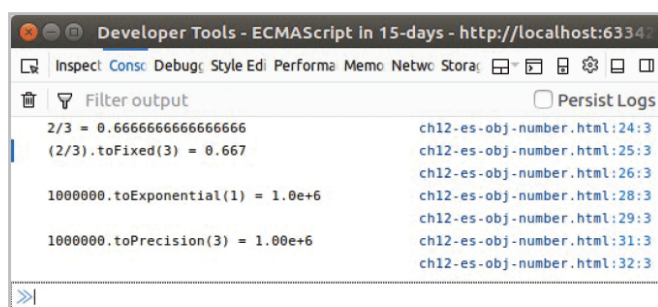 Developer Tools - ECMAScript in 15-days - http://localhost:63342
Inspect Conso Debugg Style Edi Performa Memo Netwo Storag
Filter output Persist Logs
2/3 = 0.6666666666666666 ch12-es-obj-number.html:24:3
(2/3).toFixed(3) = 0.667 ch12-es-obj-number.html:25:3
ch12-es-obj-number.html:26:3
1000000.toExponential(1) = 1.0e+6 ch12-es-obj-number.html:28:3
ch12-es-obj-number.html:29:3
1000000.toPrecision(3) = 1.00e+6 ch12-es-obj-number.html:31:3
ch12-es-obj-number.html:32:3